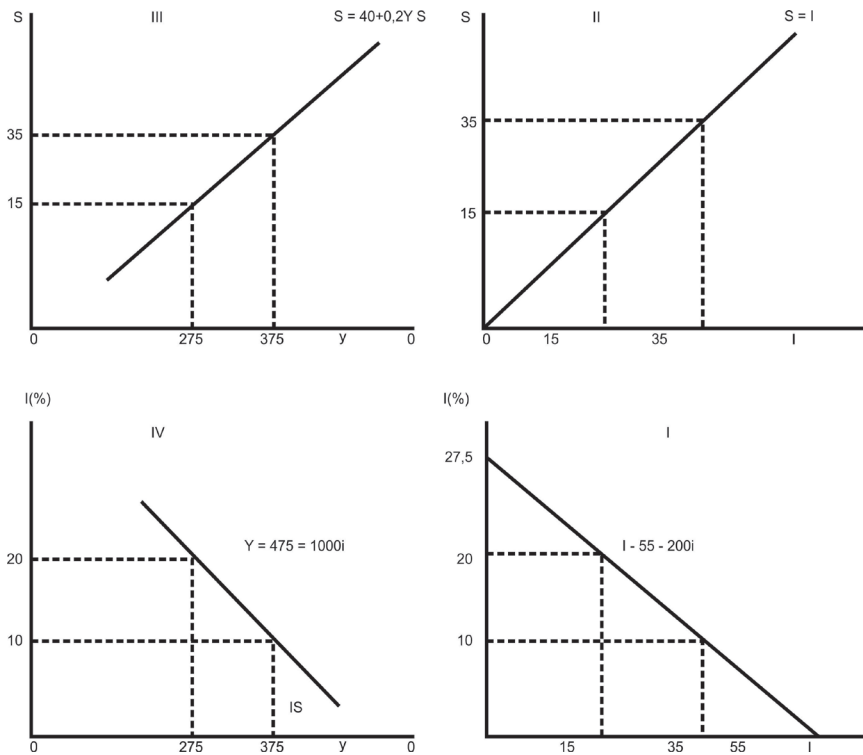 S III S = 40+0,2Y S
35
15
0 275 375 y 0
S II S = I
35
15
0 15 35 I
I(%)
IV
Y = 475 = 1000i
20
10
IS
0 275 375 y 0
I(%)
I
27,5
I - 55 - 200i
20
10
15 35 55 I